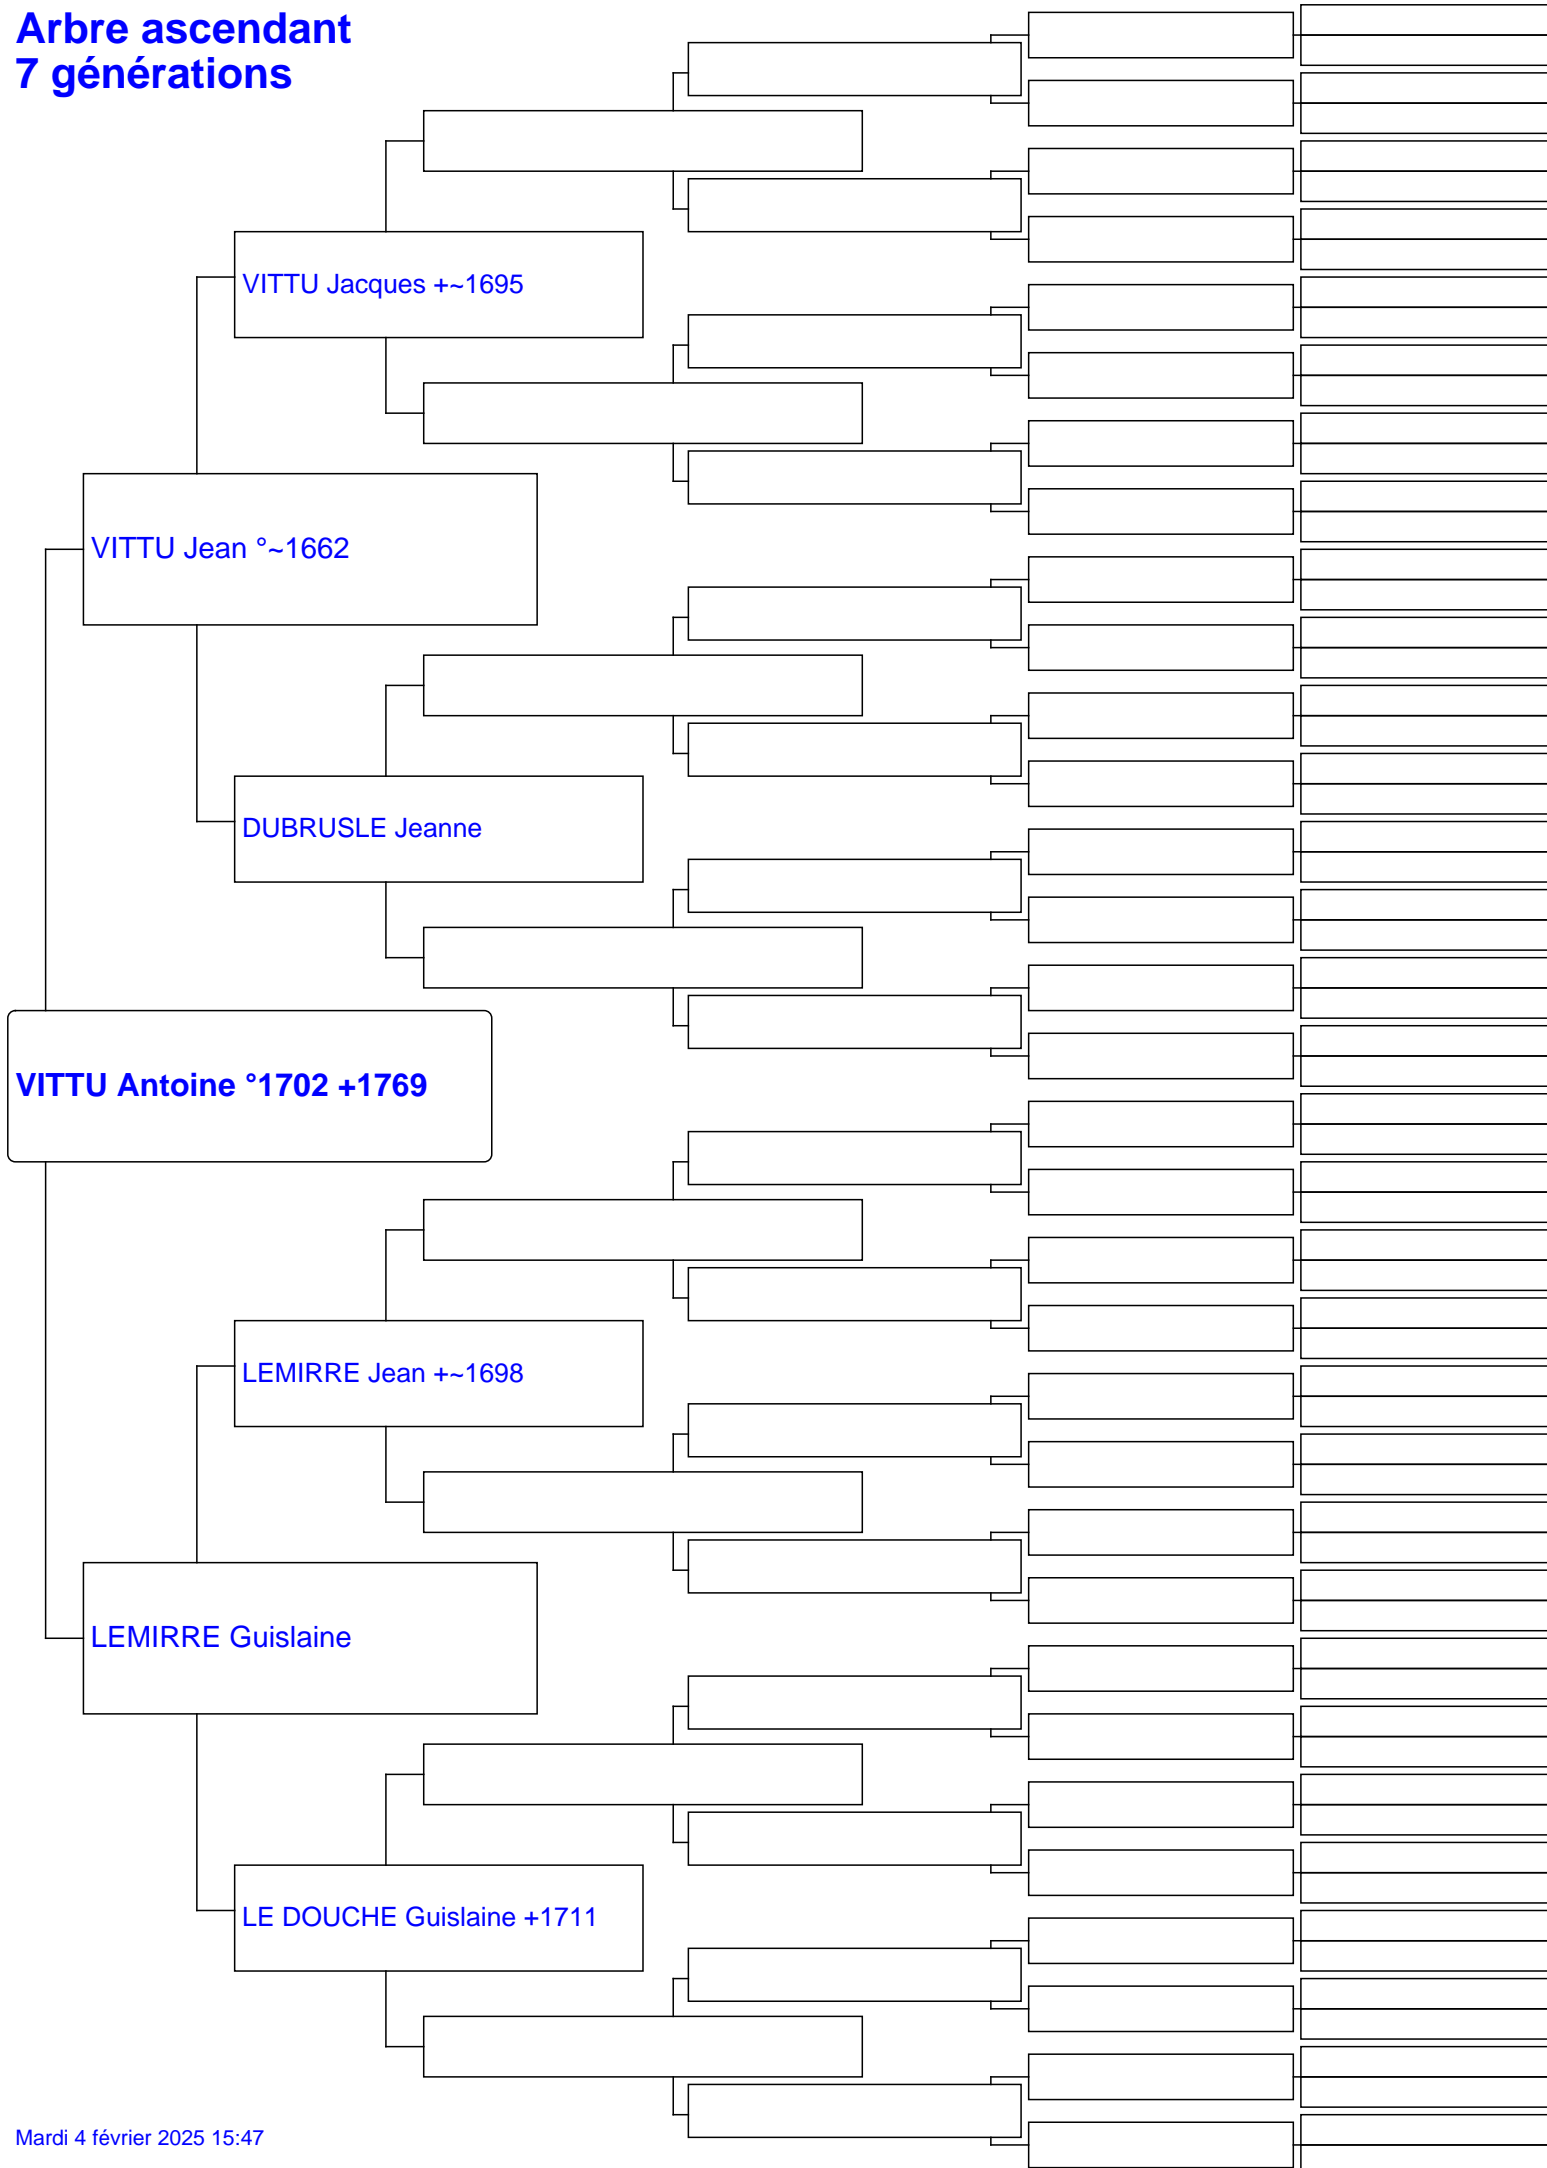 Arbre ascendant
7 générations
VITTU Jacques +~1695
VITTU Jean °~1662
DUBRUSLE Jeanne
VITTU Antoine °1702 +1769
LEMIRRE Jean +~1698
LEMIRRE Guislaine
LE DOUCHE Guislaine +1711
Mardi 4 février 2025 15:47